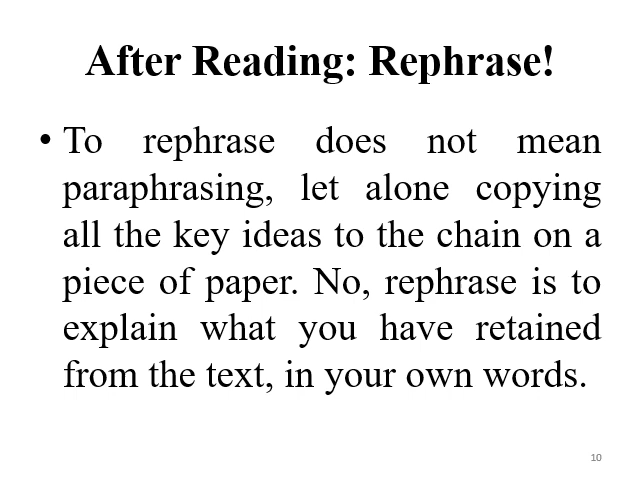 After Reading: Rephrase!
• To rephrase does not mean
paraphrasing, let alone copying
all the key ideas to the chain on a
piece of paper. No, rephrase is to
explain what you have retained
from the text, in your own words.
10